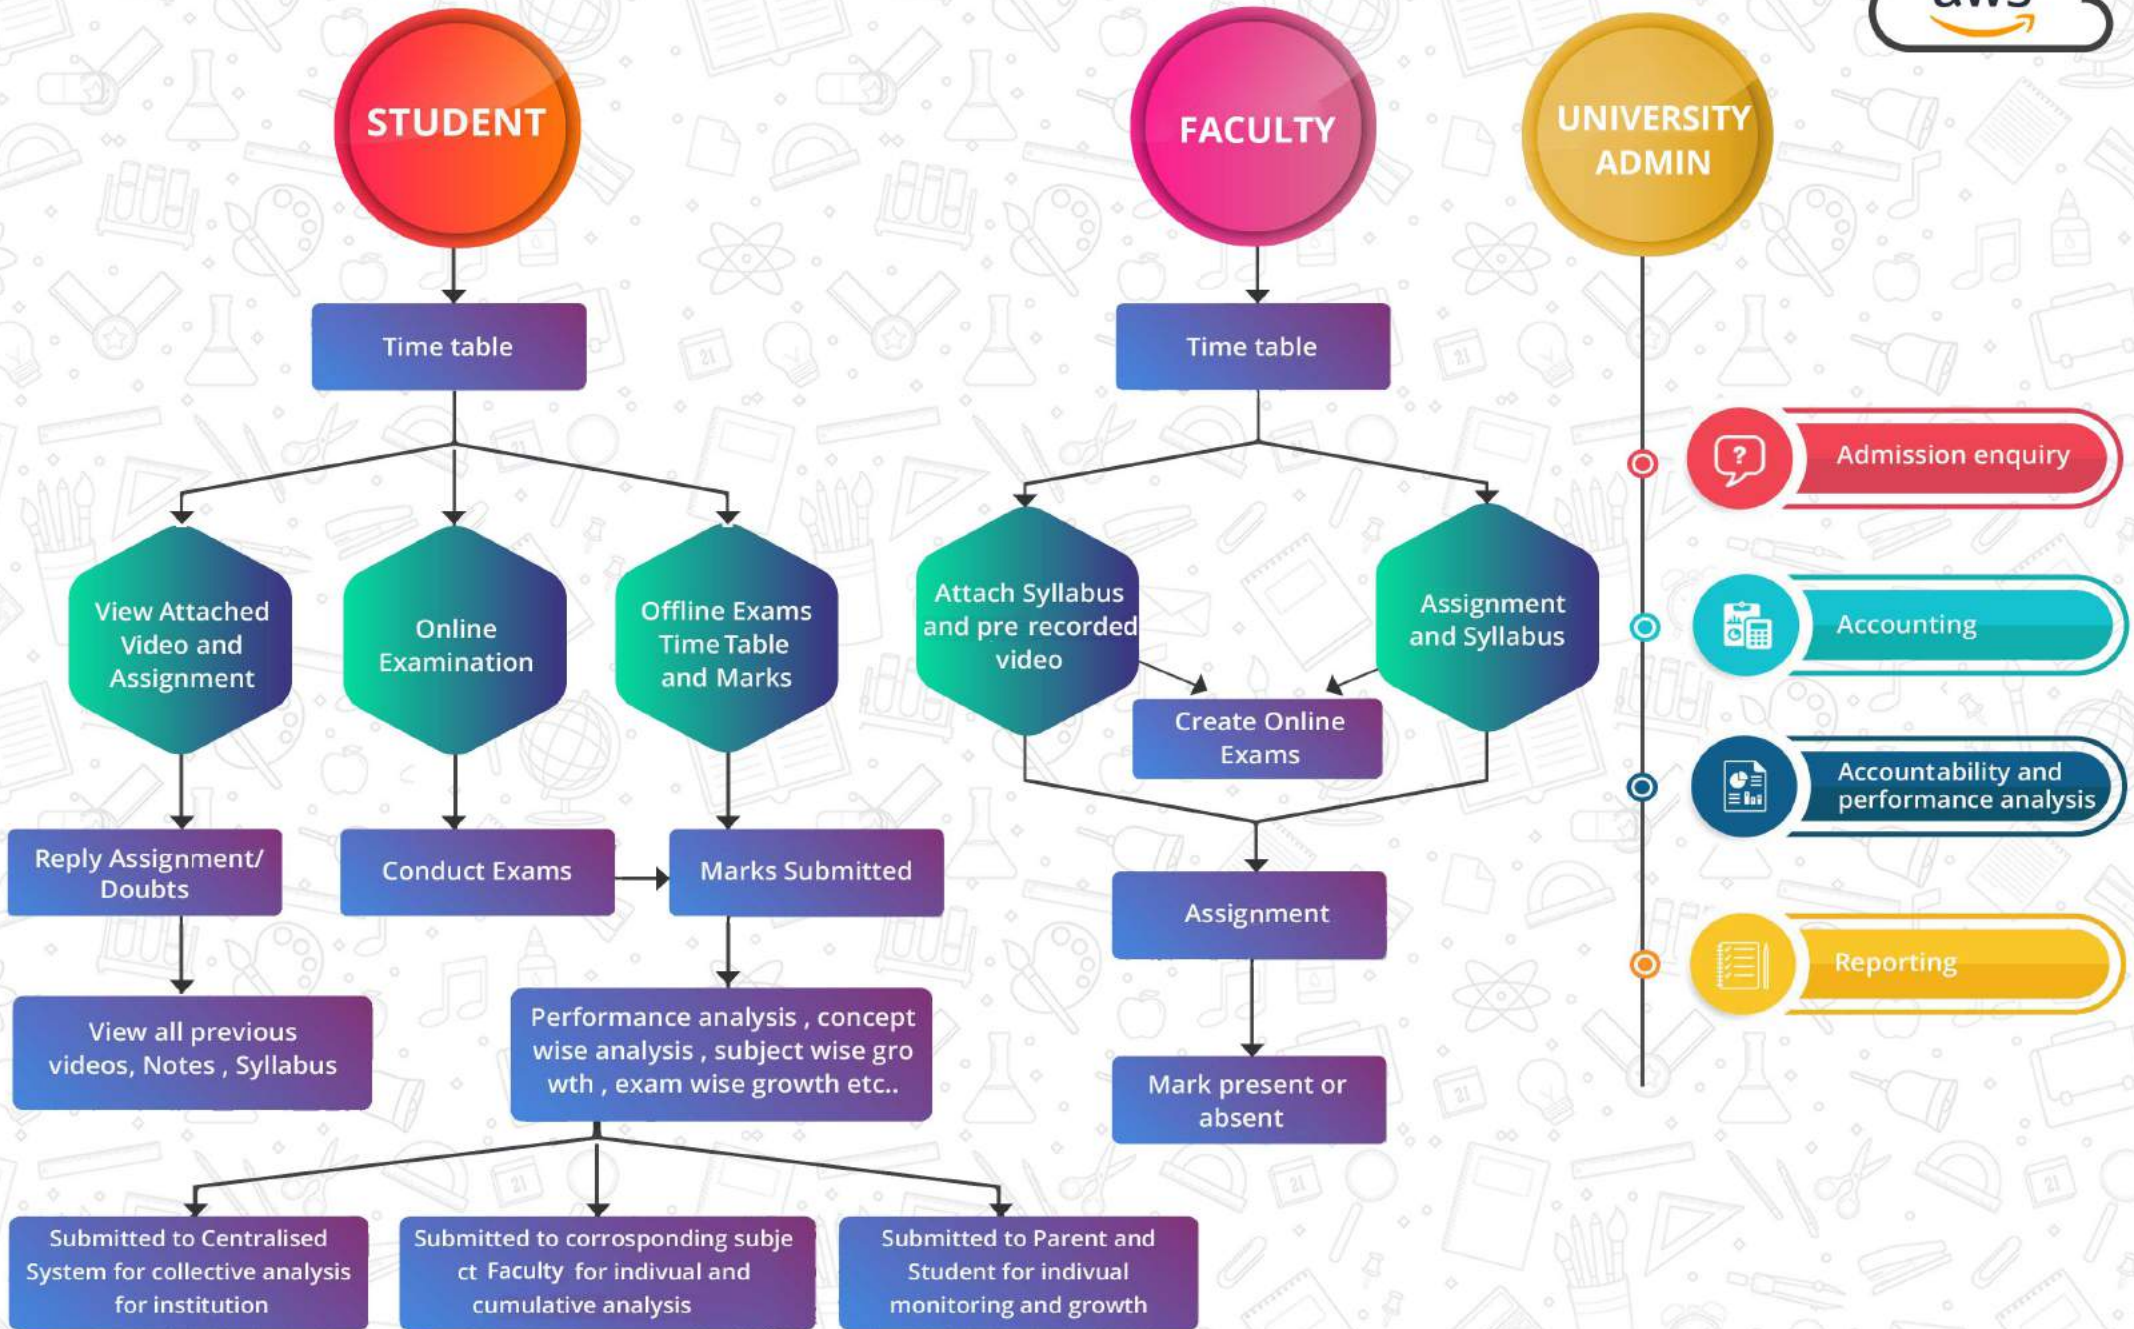 aws
STUDENT
FACULTY
UNIVERSITY
ADMIN
Time table
Time table
View Attached
Video and
Assignment
Online
Examination
Offline Exams
Time Table
and Marks
Attach Syllabus
and pre recorded
video
Assignment
and Syllabus
Create Online
Exams
Reply Assignment/
Doubts
Conduct Exams
Marks Submitted
Assignment
View all previous
videos, Notes , Syllabus
Performance analysis , concept
wise analysis , subject wise gro
wth , exam wise growth etc..
Mark present or
absent
Submitted to Centralised
System for collective analysis
for institution
Submitted to corrosponding subje
ct Faculty for indivual and
cumulative analysis
Submitted to Parent and
Student for indivual
monitoring and growth
Admission enquiry
Accounting
Accountability and
performance analysis
Reporting